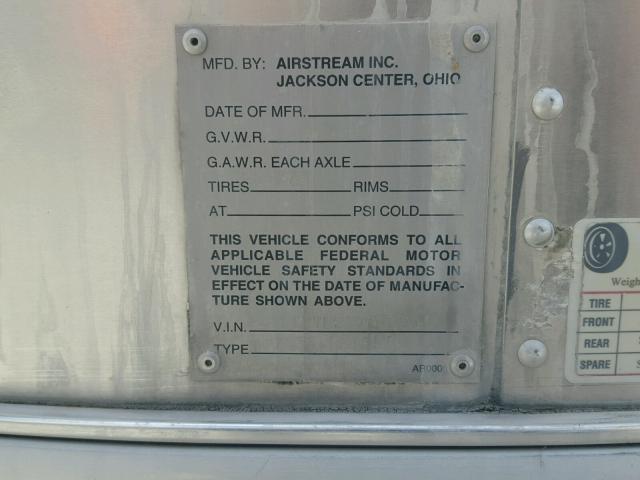 MFD. BY: AIRSTREAM INC.
JACKSON CENTER, OHIO
DATE OF MFR.
G.V.W.R.
G.A.W.R. EACH AXLE
TIRES RIMS
AT PSI COLD
THIS VEHICLE CONFORMS TO ALL
APPLICABLE FEDERAL MOTOR
VEHICLE SAFETY STANDARDS IN
EFFECT ON THE DATE OF MANUFAC-
TURE SHOWN ABOVE.
V.I.N.
TYPE
AR000
TIRE
FRONT
REAR
SPARE